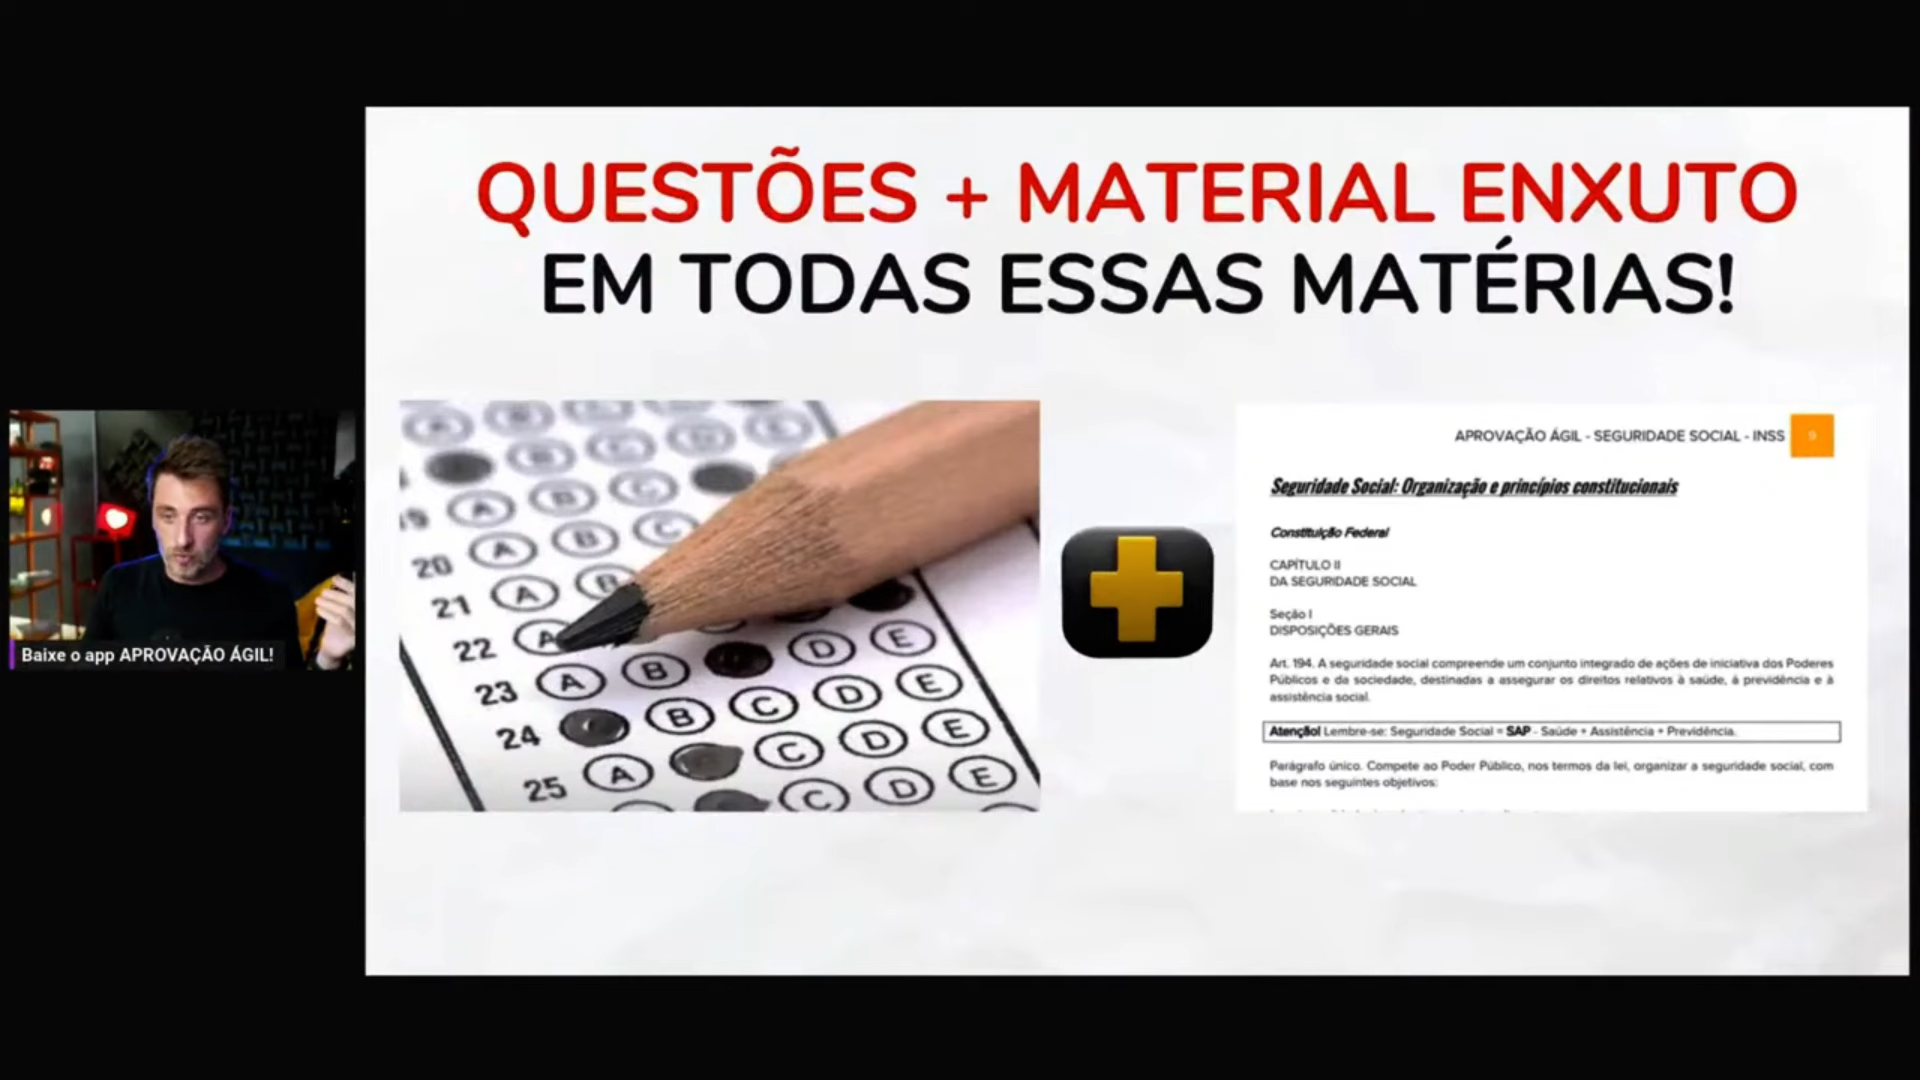 QUESTÕES + MATERIAL ENXUTO
EM TODAS ESSAS MATÉRIAS!
Baixe o app APROVAÇÃO ÁGIL!
19 A B C
20 A B C
21 A B
22 A
23 A B D E
24 B C D E
25 A C D E
C D E
APROVAÇÃO ÁGIL - SEGURIDADE SOCIAL - INSS 9
Seguridade Social: Organização e princípios constitucionais
Constituição Federal
CAPÍTULO II
DA SEGURIDADE SOCIAL
Seção I
DISPOSIÇÕES GERAIS
Art. 194. A seguridade social compreende um conjunto integrado de ações de iniciativa dos Poderes
Públicos e da sociedade, destinadas a assegurar os direitos relativos à saúde, à previdência e à
assistência social.
Atenção! Lembre-se: Seguridade Social = SAP - Saúde + Assistência + Previdência.
Parágrafo único. Compete ao Poder Público, nos termos da lei, organizar a seguridade social, com
base nos seguintes objetivos: